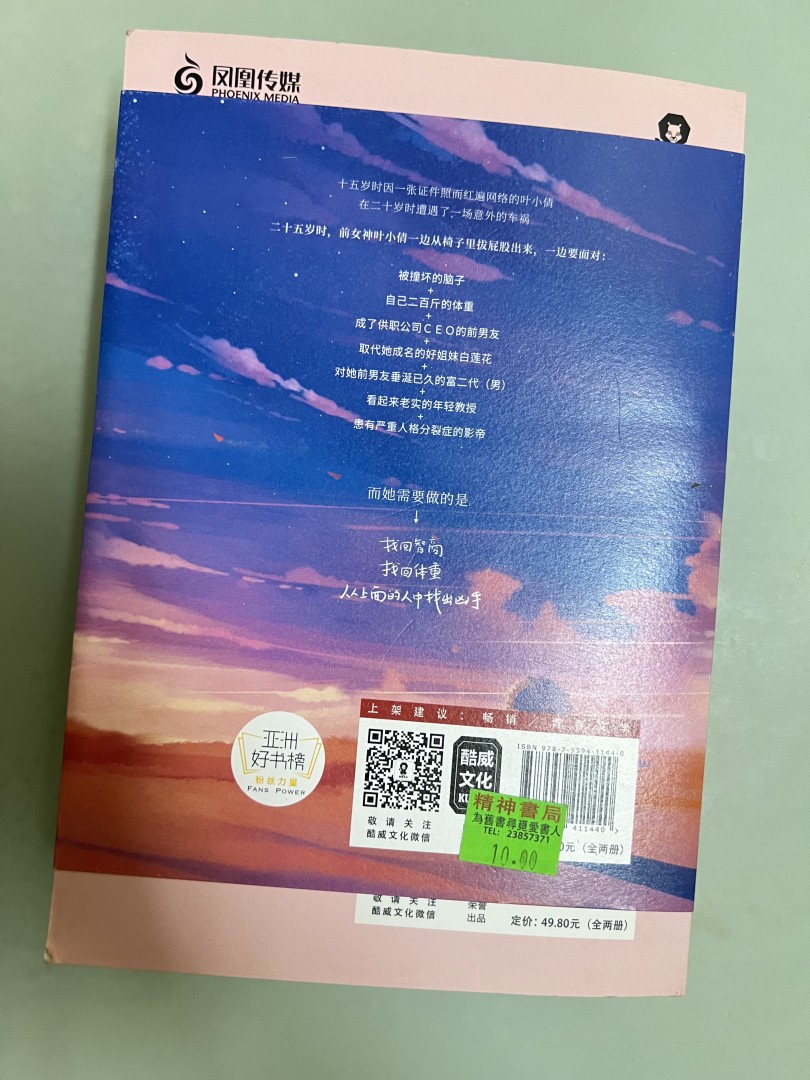 凤凰传媒
PHOENIX MEDIA
十五岁时因一张证件照而红遍网络的叶小倩
在二十岁时遭遇了一场意外的车祸
二十五岁时，前女神叶小倩一边从椅子里拔屁股出来，一边要面对：
被撞坏的脑子
+
自己二百斤的体重
+
成了供职公司CEO的前男友
+
取代她成名的好姐妹白莲花
+
对她前男友垂涎已久的富二代（男）
+
看起来老实的年轻教授
+
患有严重人格分裂症的影帝
而她需要做的是
↓
找回智商
找回体重
从上面的人中找出凶手
上架建议：畅销
亚洲
好书榜
粉丝力量
FANS POWER
酷威
文化
KU
ISBN 978-7-5594-1144-0
411440 >
敬请关注
酷威文化微信
精神書局
為舊書尋覓愛書人
TEL: 23857371
10.00
0元（全两册）
敬请关注
酷威文化微信
荣誉
出品
定价：49.80元（全两册）